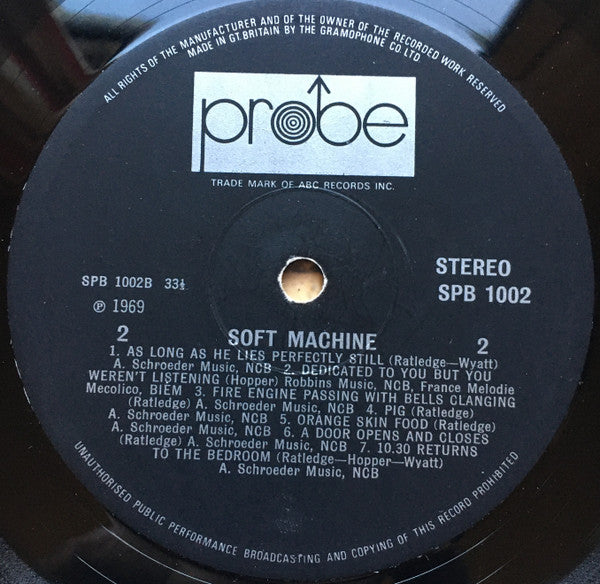 ALL RIGHTS OF THE MANUFACTURER AND OF THE OWNER OF THE RECORDED WORK RESERVED
MADE IN GT. BRITAIN BY THE GRAMOPHONE CO LTD
probe
TRADE MARK OF ABC RECORDS INC.
SPB 1002B 33⅓
℗ 1969
STEREO
SPB 1002
2
2
SOFT MACHINE
1. AS LONG AS HE LIES PERFECTLY STILL (Ratledge—Wyatt)
A. Schroeder Music, NCB 2. DEDICATED TO YOU BUT YOU
WEREN'T LISTENING (Hopper) Robbins Music, NCB, France Melodie
Mecolico, BIEM 3. FIRE ENGINE PASSING WITH BELLS CLANGING
(Ratledge) A. Schroeder Music, NCB 4. PIG (Ratledge)
A. Schroeder Music, NCB 5. ORANGE SKIN FOOD (Ratledge)
A. Schroeder Music, NCB 6. A DOOR OPENS AND CLOSES
(Ratledge) A. Schroeder Music, NCB 7. 10.30 RETURNS
TO THE BEDROOM (Ratledge—Hopper—Wyatt)
A. Schroeder Music, NCB
UNAUTHORISED PUBLIC PERFORMANCE BROADCASTING AND COPYING OF THIS RECORD PROHIBITED